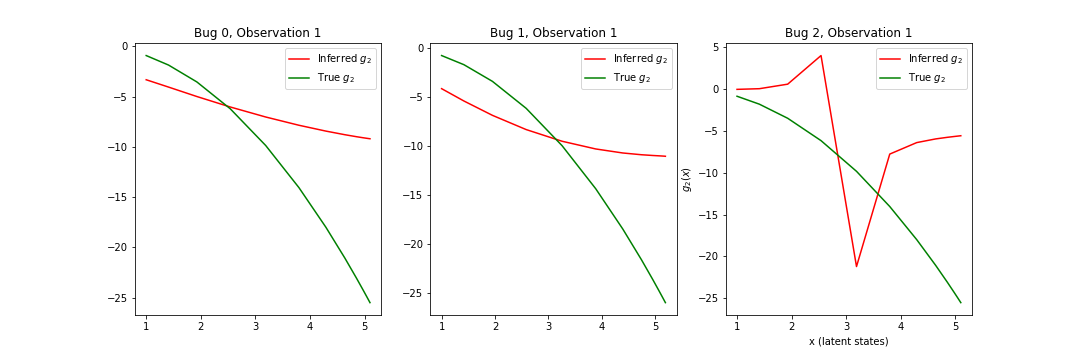 Bug 0, Observation 1
Inferred g₂
True g₂
0
−5
−10
−15
−20
−25
1 2 3 4 5
Bug 1, Observation 1
Inferred g₂
True g₂
0
−5
−10
−15
−20
−25
1 2 3 4 5
Bug 2, Observation 1
Inferred g₂
True g₂
g₂(x)
5
0
−5
−10
−15
−20
−25
1 2 3 4 5
x (latent states)